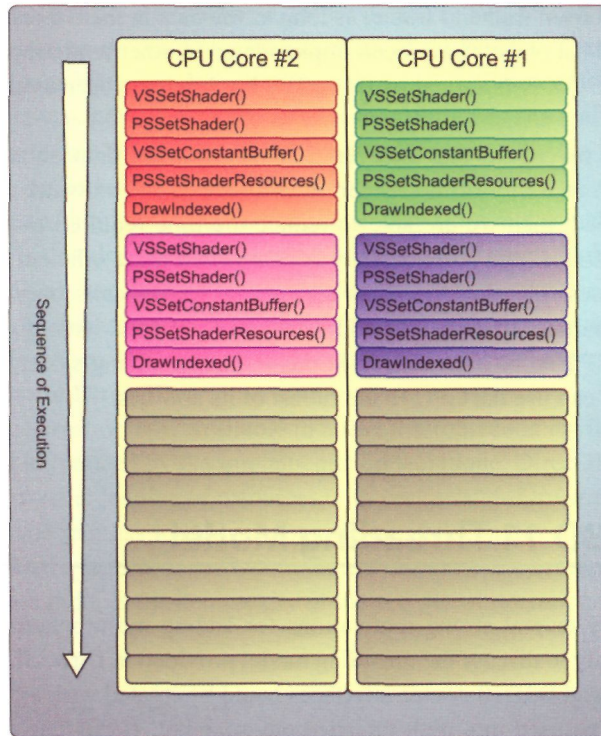 CPU Core #2
VSSetShader()
PSSetShader()
VSSetConstantBuffer()
PSSetShaderResources()
DrawIndexed()
VSSetShader()
PSSetShader()
VSSetConstantBuffer()
PSSetShaderResources()
DrawIndexed()
CPU Core #1
VSSetShader()
PSSetShader()
VSSetConstantBuffer()
PSSetShaderResources()
DrawIndexed()
VSSetShader()
PSSetShader()
VSSetConstantBuffer()
PSSetShaderResources()
DrawIndexed()
Sequence of Execution